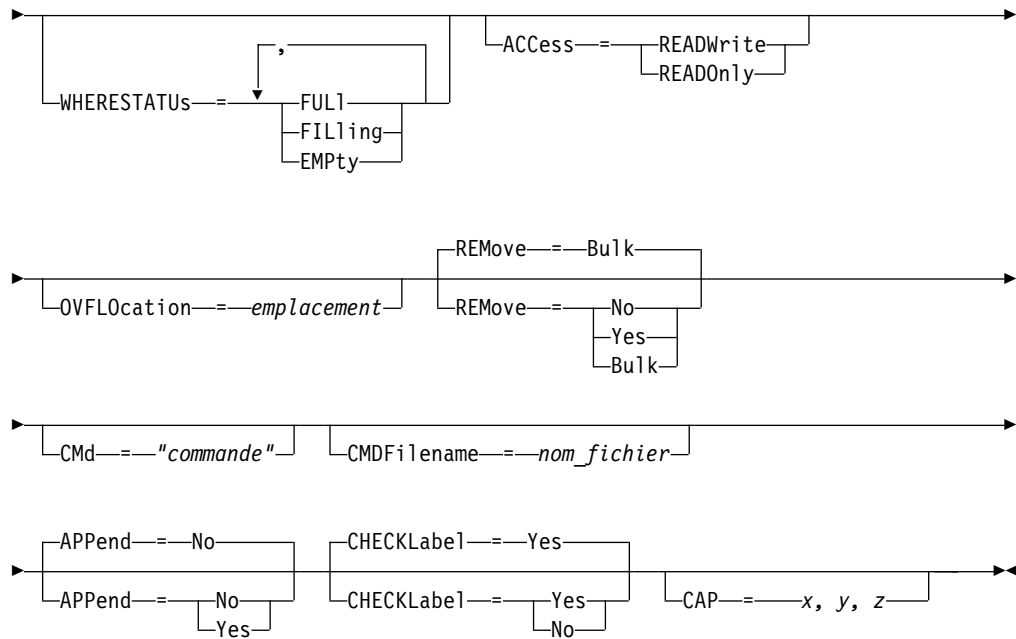 ,
ACCess = READWrite
READOnly
WHERESTATUs = FULl
FILling
EMPty
REMove = Bulk
OVFLOcation = emplacement
REMove = No
Yes
Bulk
CMd = "commande" CMDFilename = nom_fichier
APPend = No CHECKLabel = Yes
APPend = No CHECKLabel = Yes CAP = x, y, z
Yes No